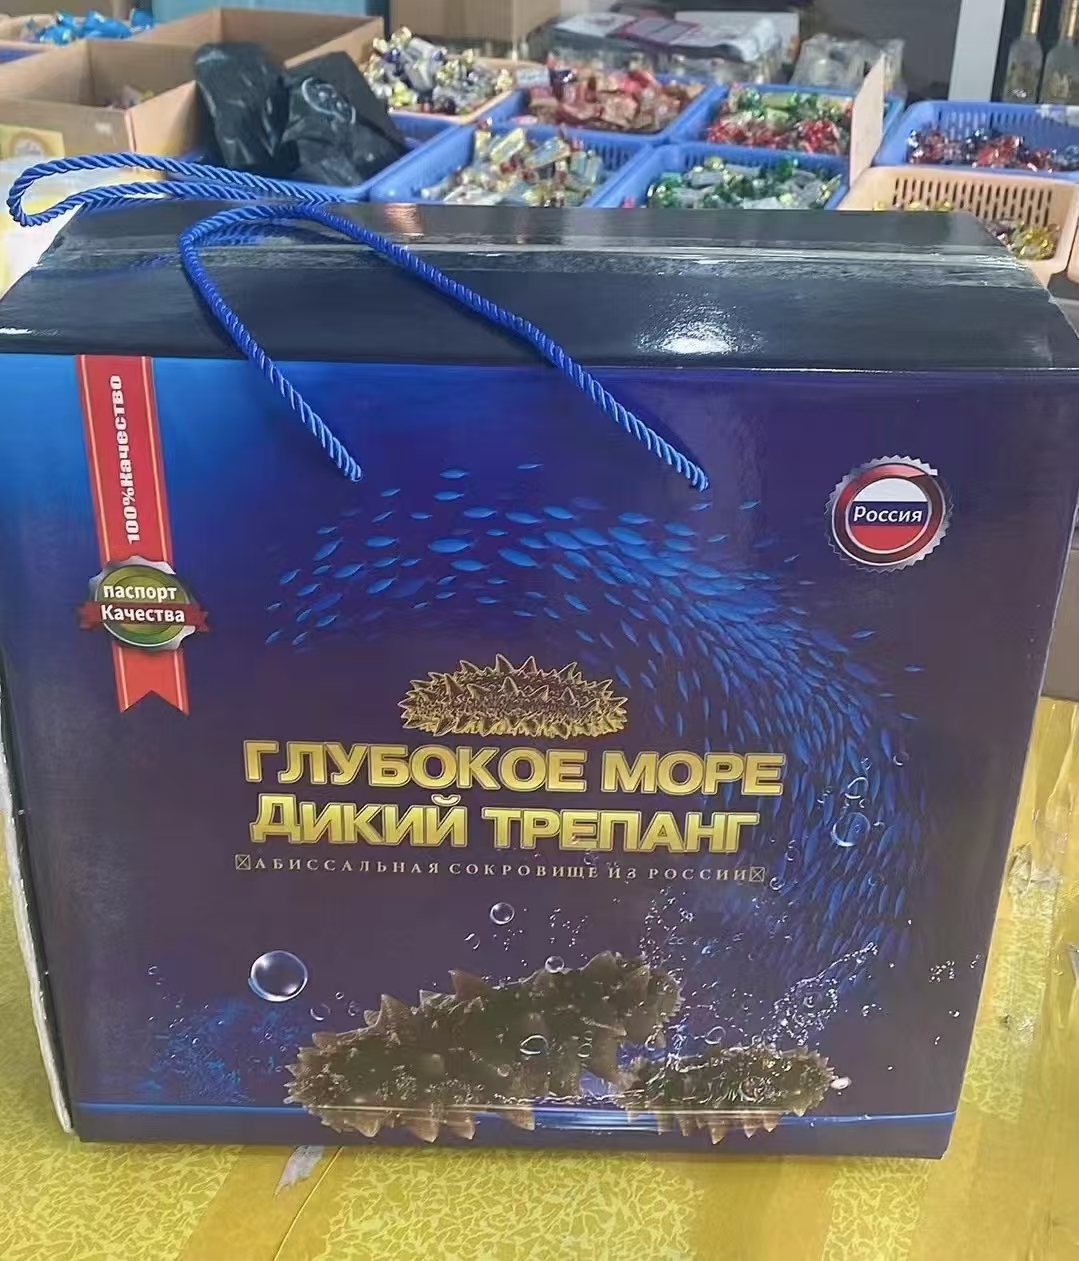 100%Качество
паспорт
Качества
Россия
ГЛУБОКОЕ МОРЕ
ДИКИЙ ТРЕПАНГ
АБИССАЛЬНАЯ СОКРОВИЩЕ ИЗ РОССИИ